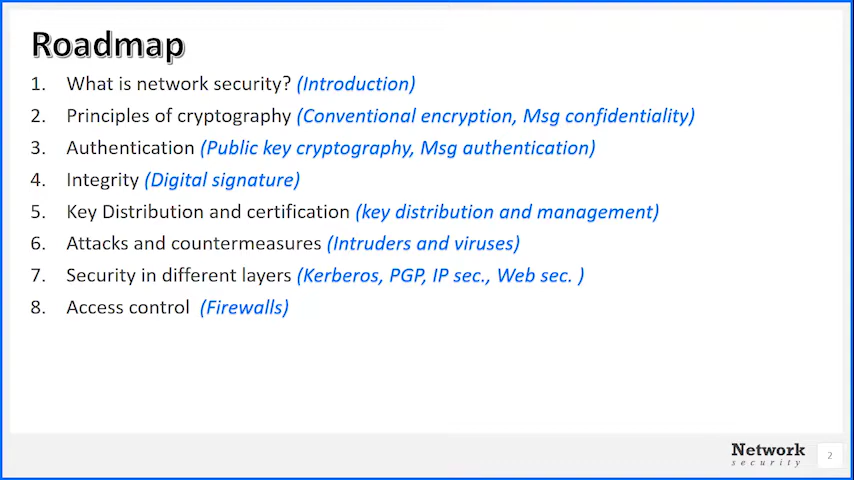 Roadmap
1. What is network security? (Introduction)
2. Principles of cryptography (Conventional encryption, Msg confidentiality)
3. Authentication (Public key cryptography, Msg authentication)
4. Integrity (Digital signature)
5. Key Distribution and certification (key distribution and management)
6. Attacks and countermeasures (Intruders and viruses)
7. Security in different layers (Kerberos, PGP, IP sec., Web sec. )
8. Access control (Firewalls)
Network
security
2